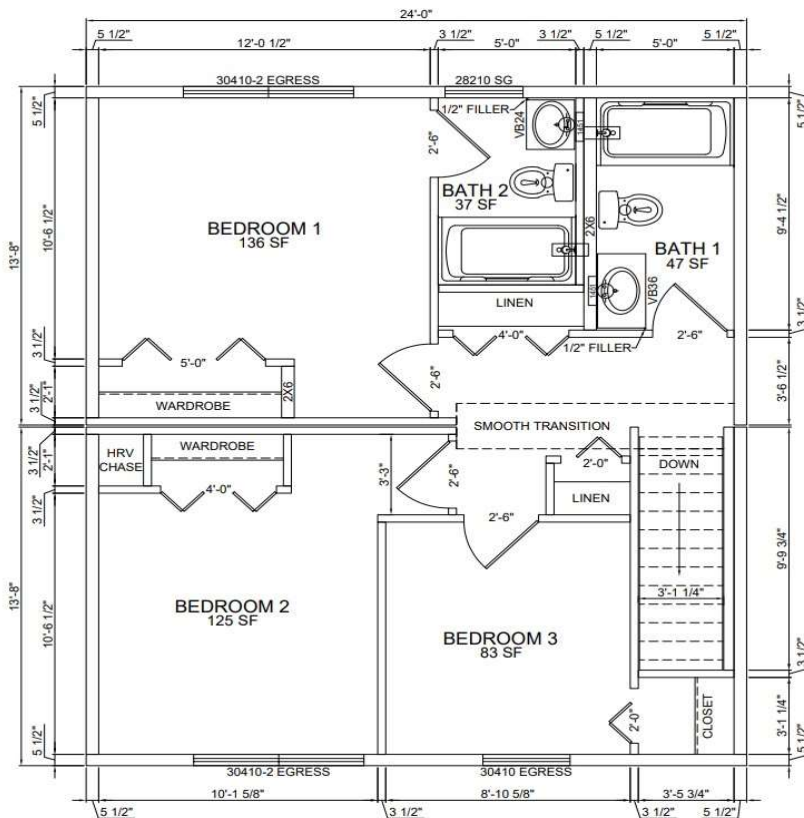 24'-0"
5 1/2"
3 1/2"
3 1/2"
5 1/2"
5 1/2"
12'-0 1/2"
5'-0"
5'-0"
30410-2 EGRESS
28210 SG
5 1/2"
1/2" FILLER
VB24
1451
5 1/2"
2'-6"
BATH 2
37 SF
BEDROOM 1
136 SF
10'-6 1/2"
13'-8"
2X6
BATH 1
47 SF
9'-4 1/2"
1451
VB36
LINEN
3 1/2"
4'-0"
1/2" FILLER
2'-6"
3 1/2"
5'-0"
2'-6"
3'-6 1/2"
2'-1"
2X6
3 1/2"
WARDROBE
SMOOTH TRANSITION
HRV
CHASE
WARDROBE
3 1/2"
2'-1"
3'-3"
2'-6"
2'-0"
DOWN
3 1/2"
4'-0"
LINEN
2'-6"
9'-9 3/4"
3'-1 1/4"
BEDROOM 2
125 SF
13'-8"
10'-6 1/2"
BEDROOM 3
83 SF
3 1/2"
2'-0"
CLOSET
3'-1 1/4"
5 1/2"
5 1/2"
30410-2 EGRESS
30410 EGRESS
10'-1 5/8"
8'-10 5/8"
3'-5 3/4"
5 1/2"
3 1/2"
3 1/2"
5 1/2"